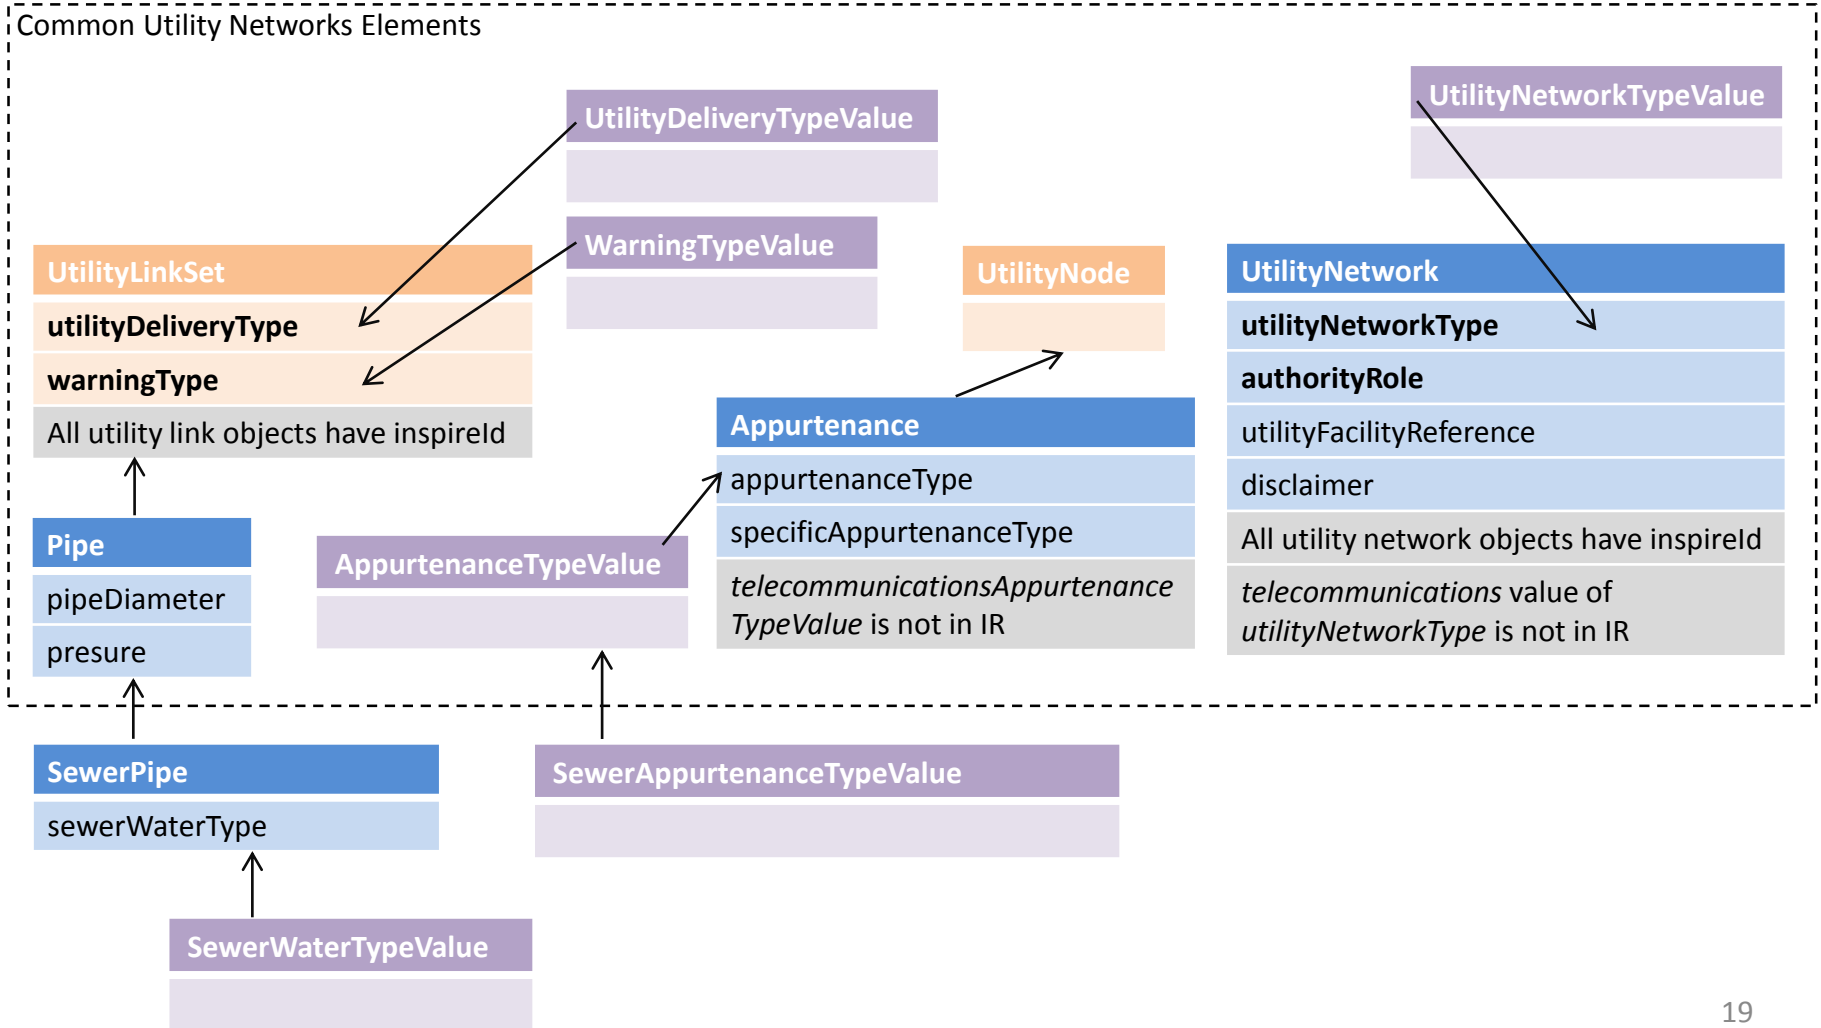 Common Utility Networks Elements
UtilityNetworkTypeValue
UtilityDeliveryTypeValue
WarningTypeValue
UtilityLinkSet
utilityDeliveryType
warningType
All utility link objects have inspireId
UtilityNode
UtilityNetwork
utilityNetworkType
authorityRole
utilityFacilityReference
disclaimer
All utility network objects have inspireId
telecommunications value of
utilityNetworkType is not in IR
Appurtenance
appurtenanceType
specificAppurtenanceType
telecommunicationsAppurtenance
TypeValue is not in IR
Pipe
pipeDiameter
presure
AppurtenanceTypeValue
SewerPipe
sewerWaterType
SewerAppurtenanceTypeValue
SewerWaterTypeValue
19